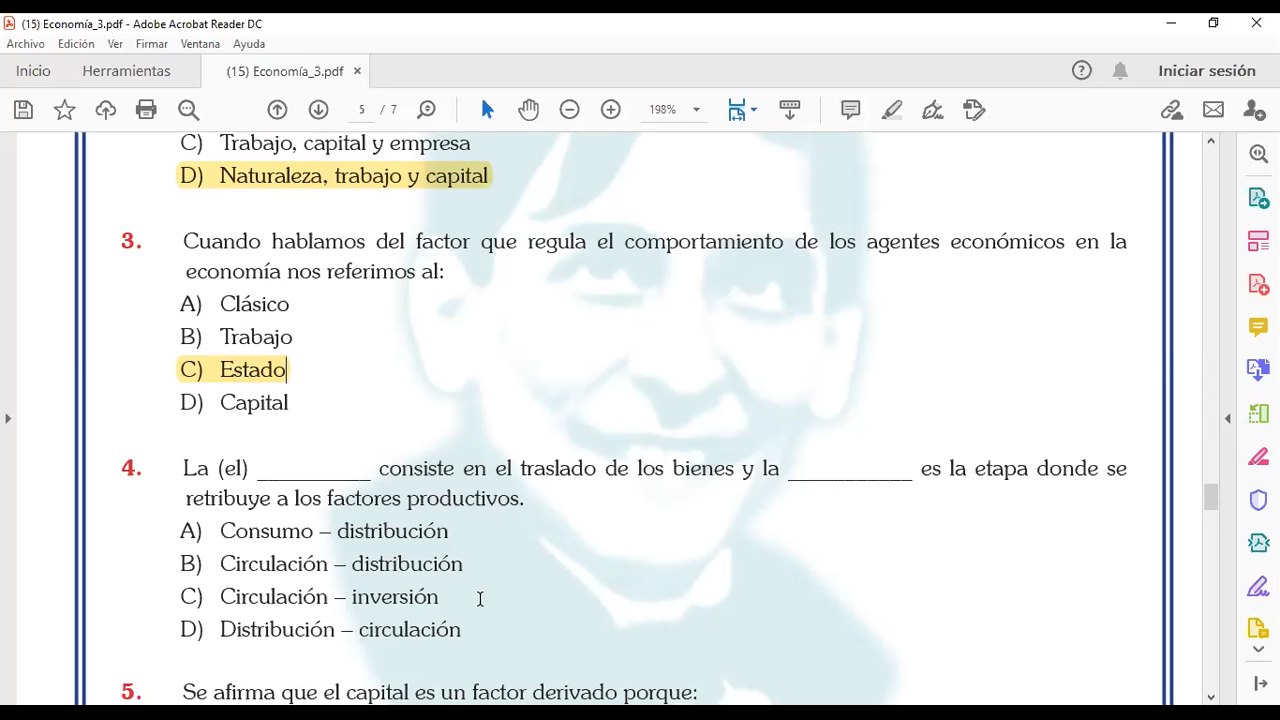 (15) Economía_3.pdf - Adobe Acrobat Reader DC
Archivo Edición Ver Firmar Ventana Ayuda
Inicio Herramientas (15) Economía_3.pdf × Iniciar sesión
5 / 7 198%
C) Trabajo, capital y empresa
D) Naturaleza, trabajo y capital
3. Cuando hablamos del factor que regula el comportamiento de los agentes económicos en la
economía nos referimos al:
A) Clásico
B) Trabajo
C) Estado
D) Capital
4. La (el) __________ consiste en el traslado de los bienes y la ___________ es la etapa donde se
retribuye a los factores productivos.
A) Consumo – distribución
B) Circulación – distribución
C) Circulación – inversión
D) Distribución – circulación
5. Se afirma que el capital es un factor derivado porque: